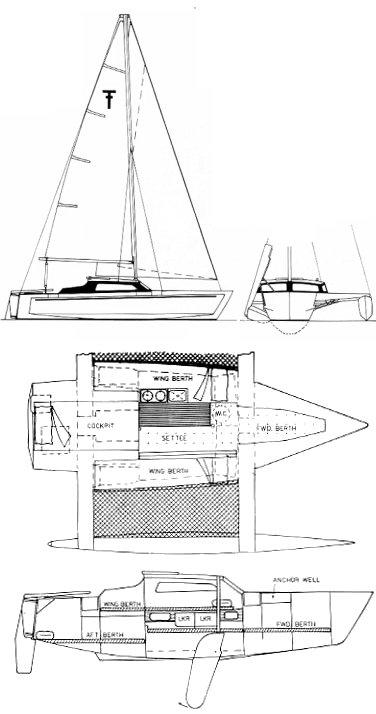 WING BERTH
W.C.
COCKPIT
SETTEE
FWD. BERTH
WING BERTH
ANCHOR WELL
WING BERTH
LKR
LKR
AFT. BERTH
FWD. BERTH